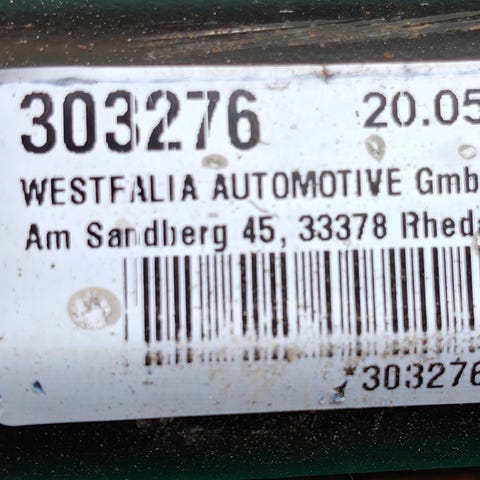 303276 20.05
WESTFALIA AUTOMOTIVE Gmb
Am Sandberg 45, 33378 Rheda
*303276